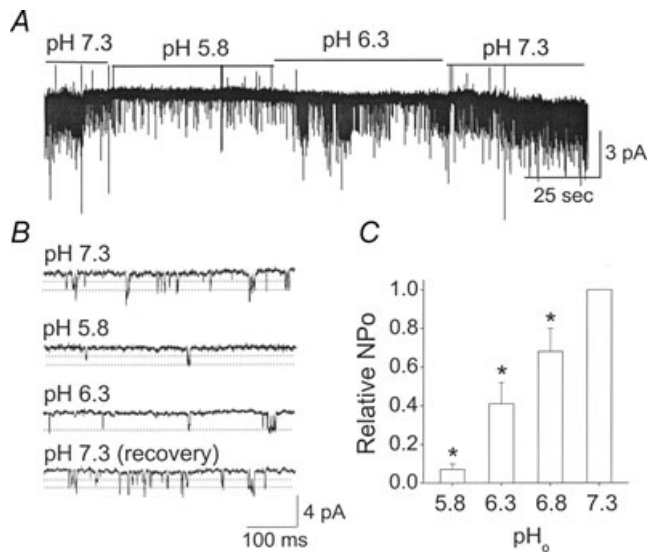 A
pH 7.3
pH 5.8
pH 6.3
pH 7.3
3 pA
25 sec
B
pH 7.3
pH 5.8
pH 6.3
pH 7.3 (recovery)
4 pA
100 ms
C
Relative NPo
1.0
0.8
0.6
0.4
0.2
0.0
*
*
*
5.8 6.3 6.8 7.3
pHo